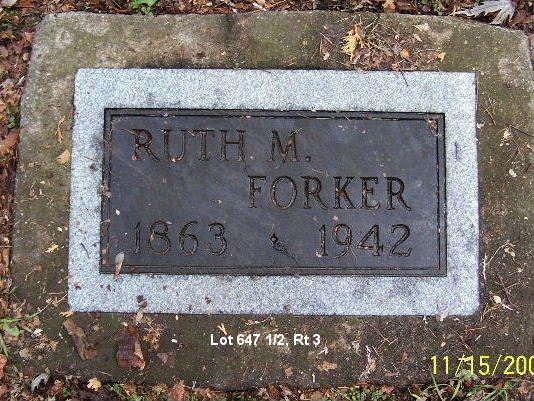 RUTH M.
FORKER
1863 1942
Lot 647 1/2, Rt 3